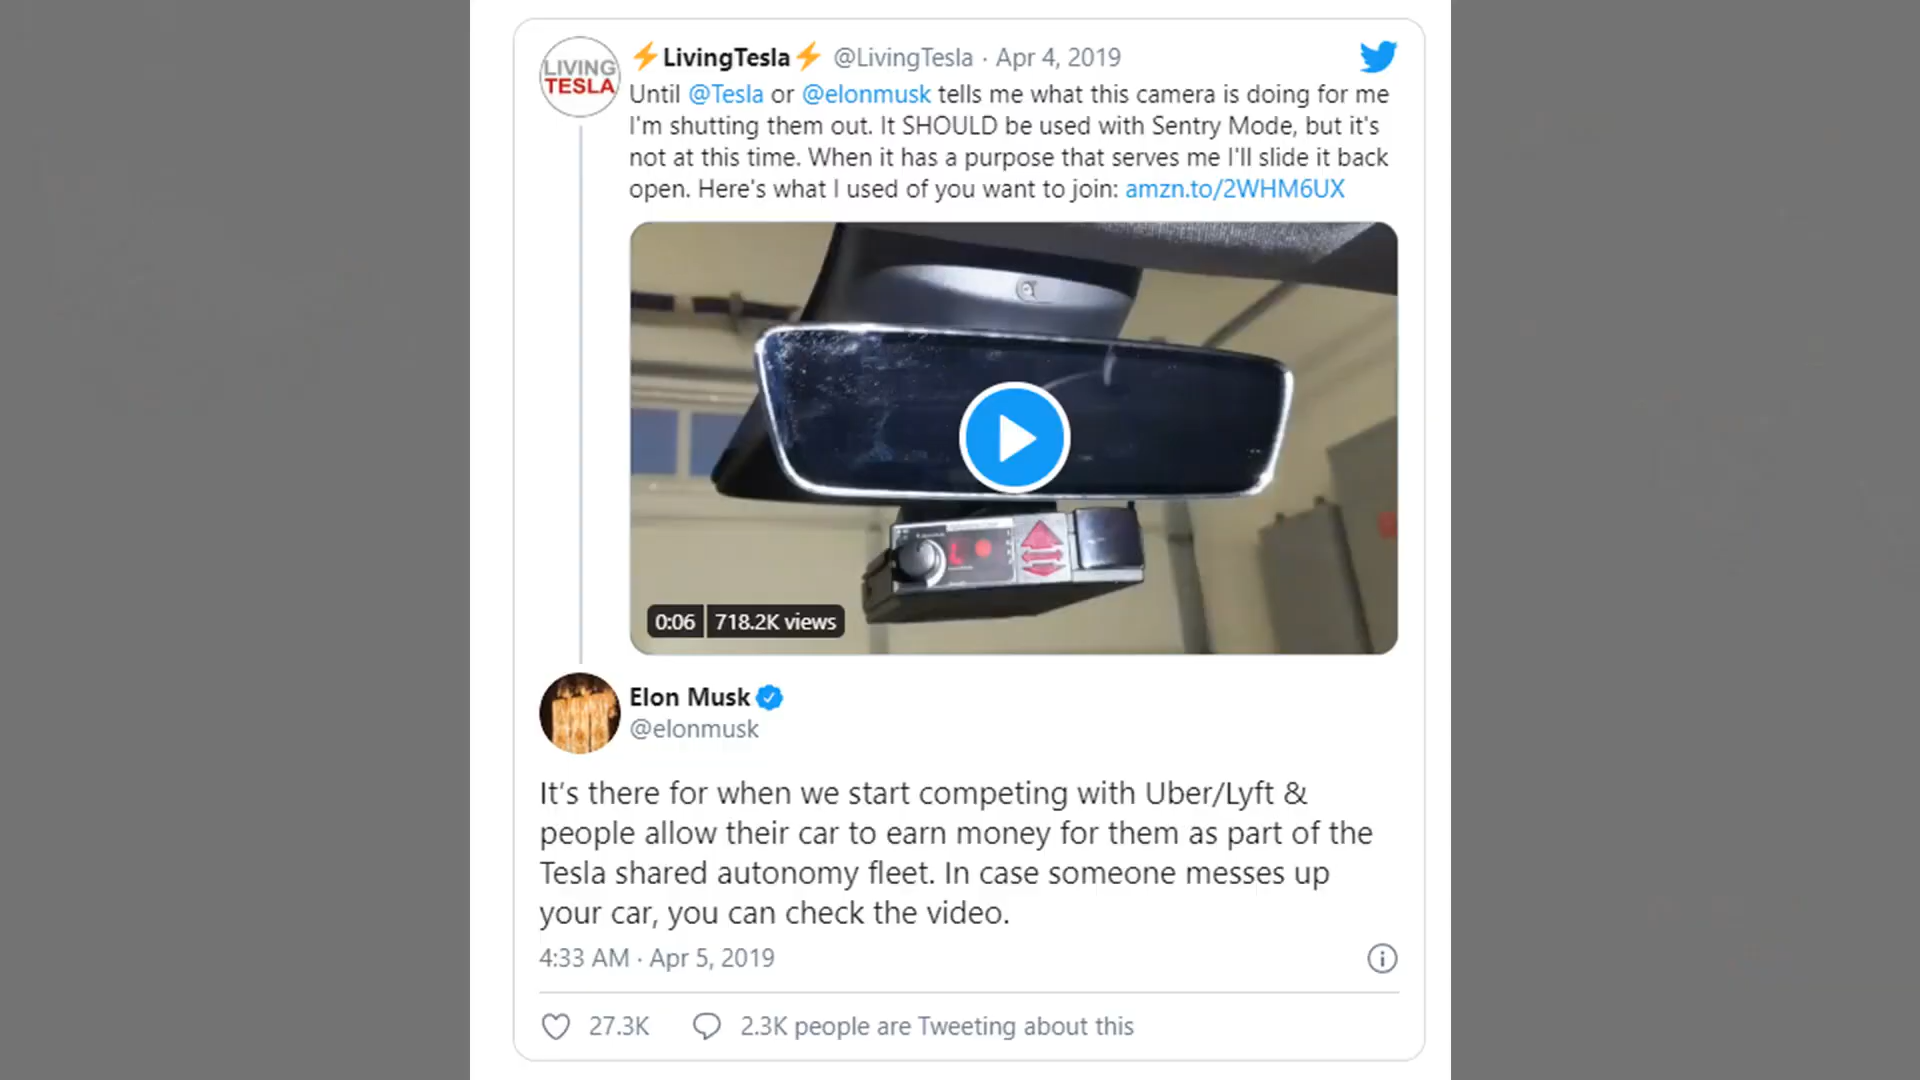 LIVING
TESLA
⚡LivingTesla⚡ @LivingTesla · Apr 4, 2019
Until @Tesla or @elonmusk tells me what this camera is doing for me
I'm shutting them out. It SHOULD be used with Sentry Mode, but it's
not at this time. When it has a purpose that serves me I'll slide it back
open. Here's what I used of you want to join: amzn.to/2WHM6UX
L
0:06 718.2K views
Elon Musk
@elonmusk
It’s there for when we start competing with Uber/Lyft &
people allow their car to earn money for them as part of the
Tesla shared autonomy fleet. In case someone messes up
your car, you can check the video.
4:33 AM · Apr 5, 2019
27.3K 2.3K people are Tweeting about this